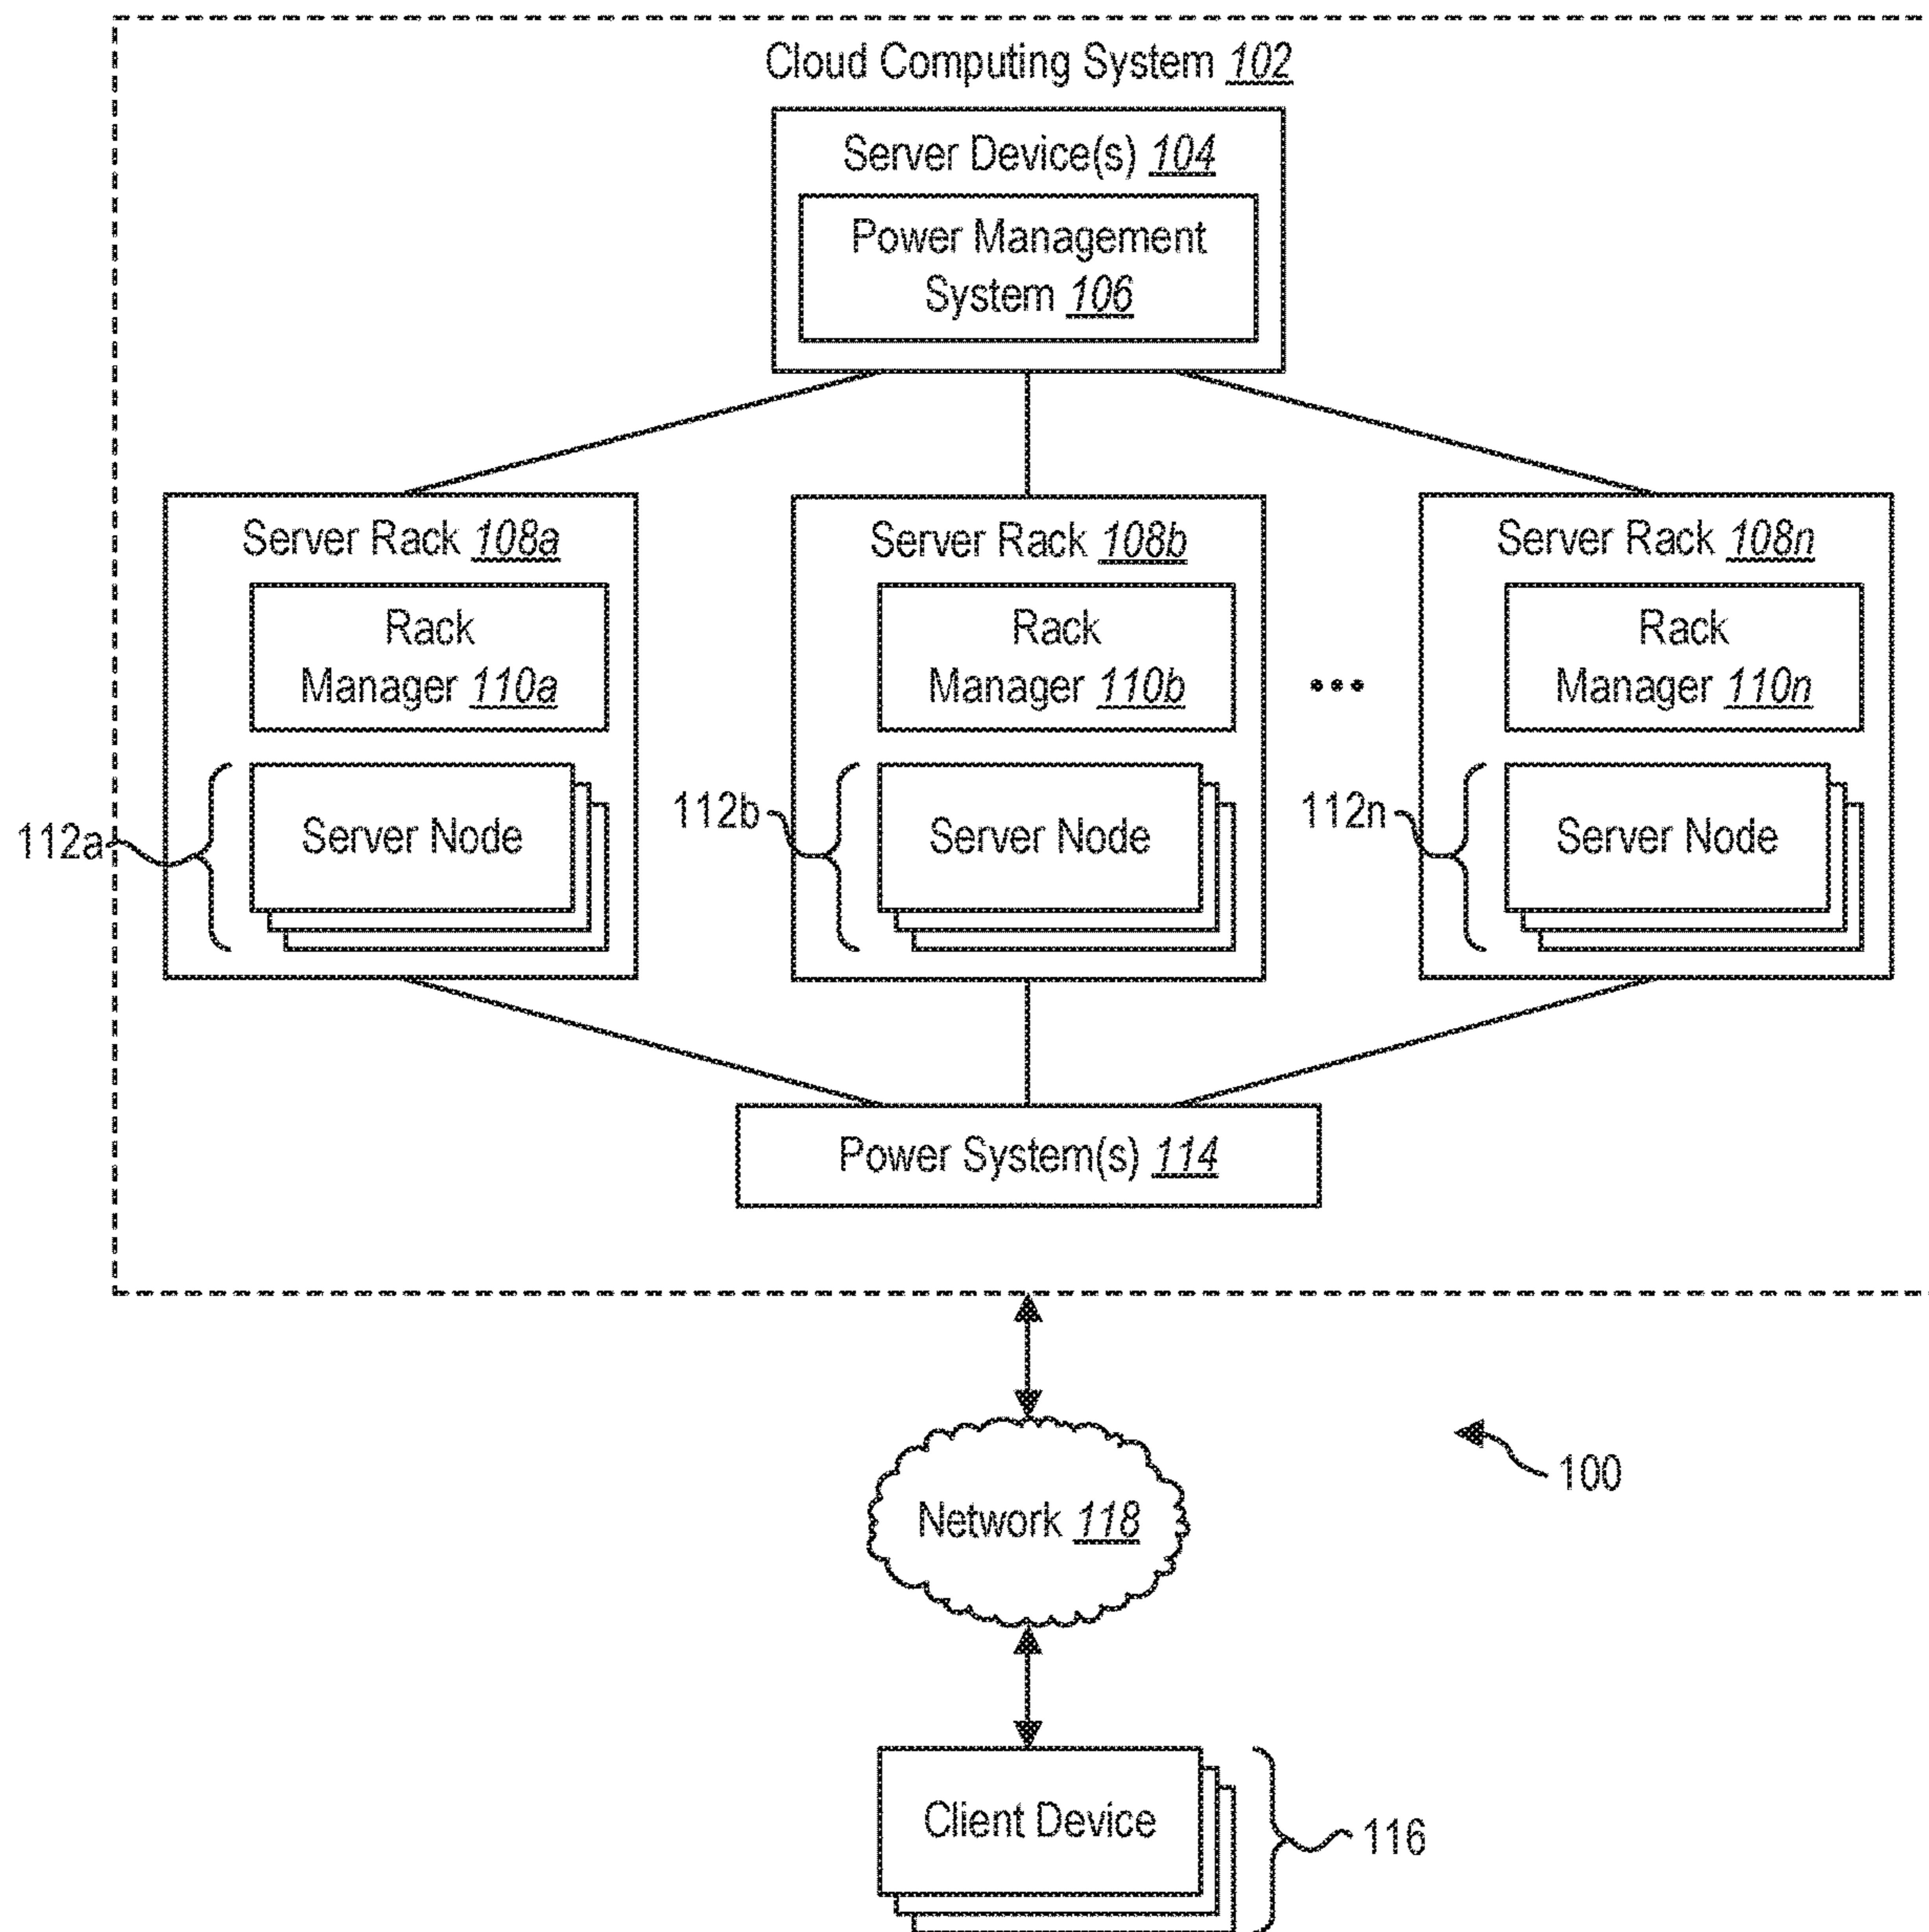 Cloud Computing System 102
Server Device(s) 104
Power Management
System 106
Server Rack 108a
Rack
Manager 110a
Server Node
112a
Server Rack 108b
Rack
Manager 110b
Server Node
112b
...
Server Rack 108n
Rack
Manager 110n
Server Node
112n
Power System(s) 114
Network 118
100
Client Device
116